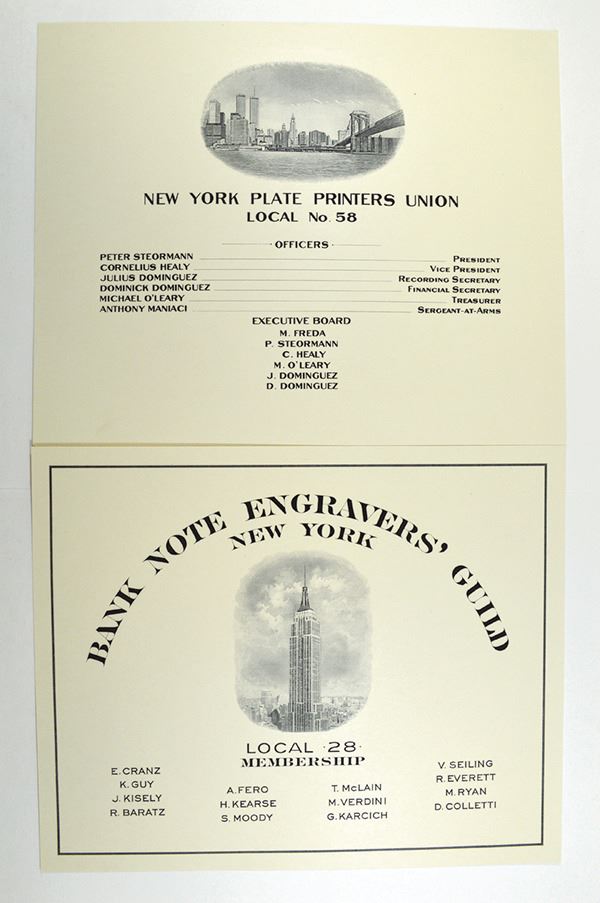 NEW YORK PLATE PRINTERS UNION
LOCAL No. 58
OFFICERS
PETER STEORMANN President
CORNELIUS HEALY Vice President
JULIUS DOMINGUEZ Recording Secretary
DOMINICK DOMINGUEZ Financial Secretary
MICHAEL O'LEARY Treasurer
ANTHONY MANIACI Sergeant-at-Arms
EXECUTIVE BOARD
M. FREDA
P. STEORMANN
C. HEALY
M. O'LEARY
J. DOMINGUEZ
D. DOMINGUEZ
BANK NOTE ENGRAVERS' GUILD
NEW YORK
LOCAL ·28·
MEMBERSHIP
E. CRANZ
K. GUY
J. KISELY
R. BARATZ
A. FERO
H. KEARSE
S. MOODY
T. McLAIN
M. VERDINI
G. KARCICH
V. SEILING
R. EVERETT
M. RYAN
D. COLLETTI